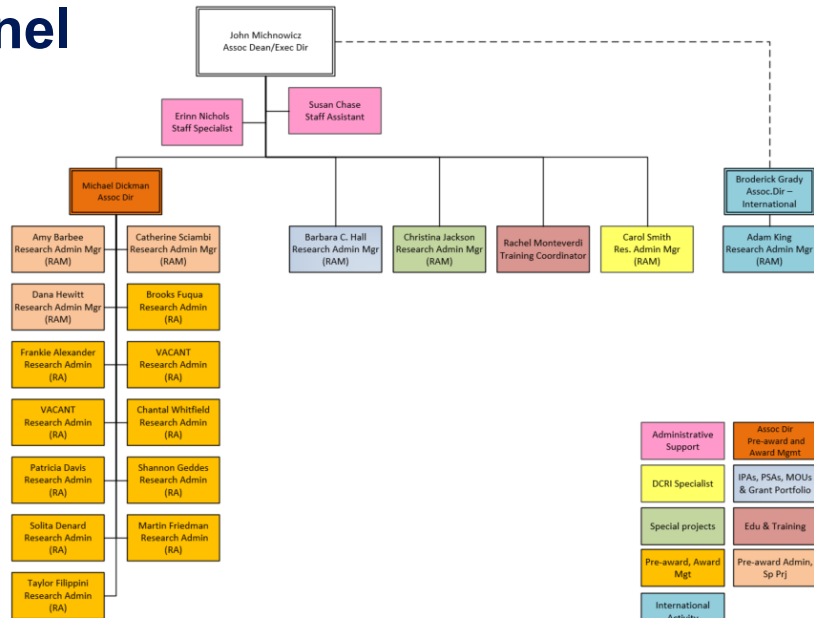 nel
John Michnowicz
Assoc Dean/Exec Dir
Erinn Nichols
Staff Specialist
Susan Chase
Staff Assistant
Michael Dickman
Assoc Dir
Broderick Grady
Assoc.Dir –
International
Amy Barbee
Research Admin Mgr
(RAM)
Catherine Sciambi
Research Admin Mgr
(RAM)
Barbara C. Hall
Research Admin Mgr
(RAM)
Christina Jackson
Research Admin Mgr
(RAM)
Rachel Monteverdi
Training Coordinator
Carol Smith
Res. Admin Mgr
(RAM)
Adam King
Research Admin Mgr
(RAM)
Dana Hewitt
Research Admin Mgr
(RAM)
Brooks Fuqua
Research Admin
(RA)
Frankie Alexander
Research Admin
(RA)
VACANT
Research Admin
(RA)
VACANT
Research Admin
(RA)
Chantal Whitfield
Research Admin
(RA)
Patricia Davis
Research Admin
(RA)
Shannon Geddes
Research Admin
(RA)
Solita Denard
Research Admin
(RA)
Martin Friedman
Research Admin
(RA)
Taylor Filippini
Research Admin
(RA)
Administrative
Support
Assoc Dir
Pre-award and
Award Mgmt
DCRI Specialist
IPAs, PSAs, MOUs
& Grant Portfolio
Special projects
Edu & Training
Pre-award, Award
Mgt
Pre-award Admin,
Sp Prj
International
Activity